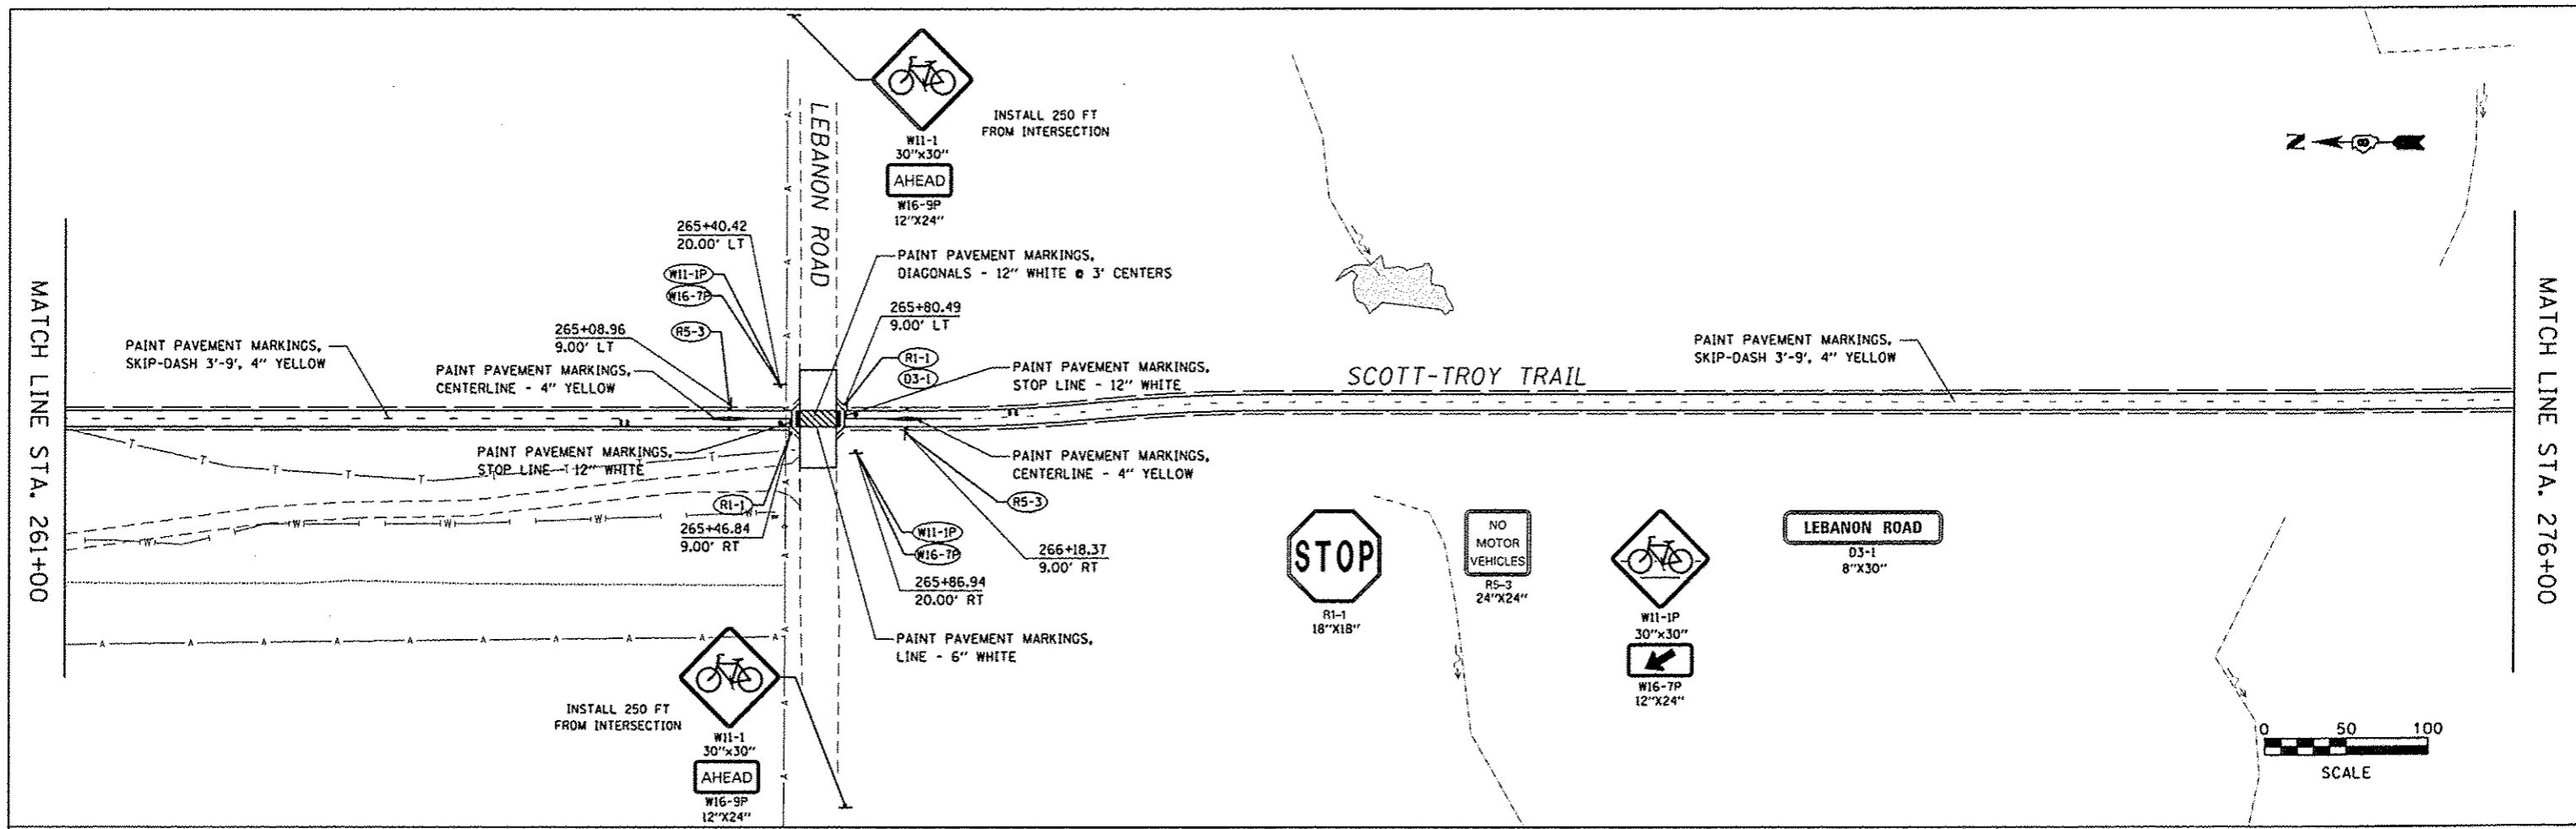 W11-1
30"x30"
AHEAD
W16-9P
12"X24"
INSTALL 250 FT
FROM INTERSECTION
LEBANON ROAD
N
265+40.42
20.00' LT
W11-1P
W16-7P
R5-3
265+08.96
9.00' LT
PAINT PAVEMENT MARKINGS,
DIAGONALS - 12" WHITE @ 3' CENTERS
265+80.49
9.00' LT
R1-1
D3-1
PAINT PAVEMENT MARKINGS,
STOP LINE - 12" WHITE
MATCH LINE STA. 261+00
PAINT PAVEMENT MARKINGS,
SKIP-DASH 3'-9', 4" YELLOW
PAINT PAVEMENT MARKINGS,
CENTERLINE - 4" YELLOW
SCOTT-TROY TRAIL
PAINT PAVEMENT MARKINGS,
SKIP-DASH 3'-9', 4" YELLOW
MATCH LINE STA. 276+00
PAINT PAVEMENT MARKINGS,
STOP LINE - 12" WHITE
R1-1
265+46.84
9.00' RT
PAINT PAVEMENT MARKINGS,
CENTERLINE - 4" YELLOW
R5-3
266+18.37
9.00' RT
W11-1P
W16-7P
265+86.94
20.00' RT
PAINT PAVEMENT MARKINGS,
LINE - 6" WHITE
STOP
R1-1
18"X18"
NO
MOTOR
VEHICLES
R5-3
24"X24"
W11-1P
30"x30"
W16-7P
12"X24"
LEBANON ROAD
D3-1
8"X30"
INSTALL 250 FT
FROM INTERSECTION
W11-1
30"x30"
AHEAD
W16-9P
12"X24"
0 50 100
SCALE